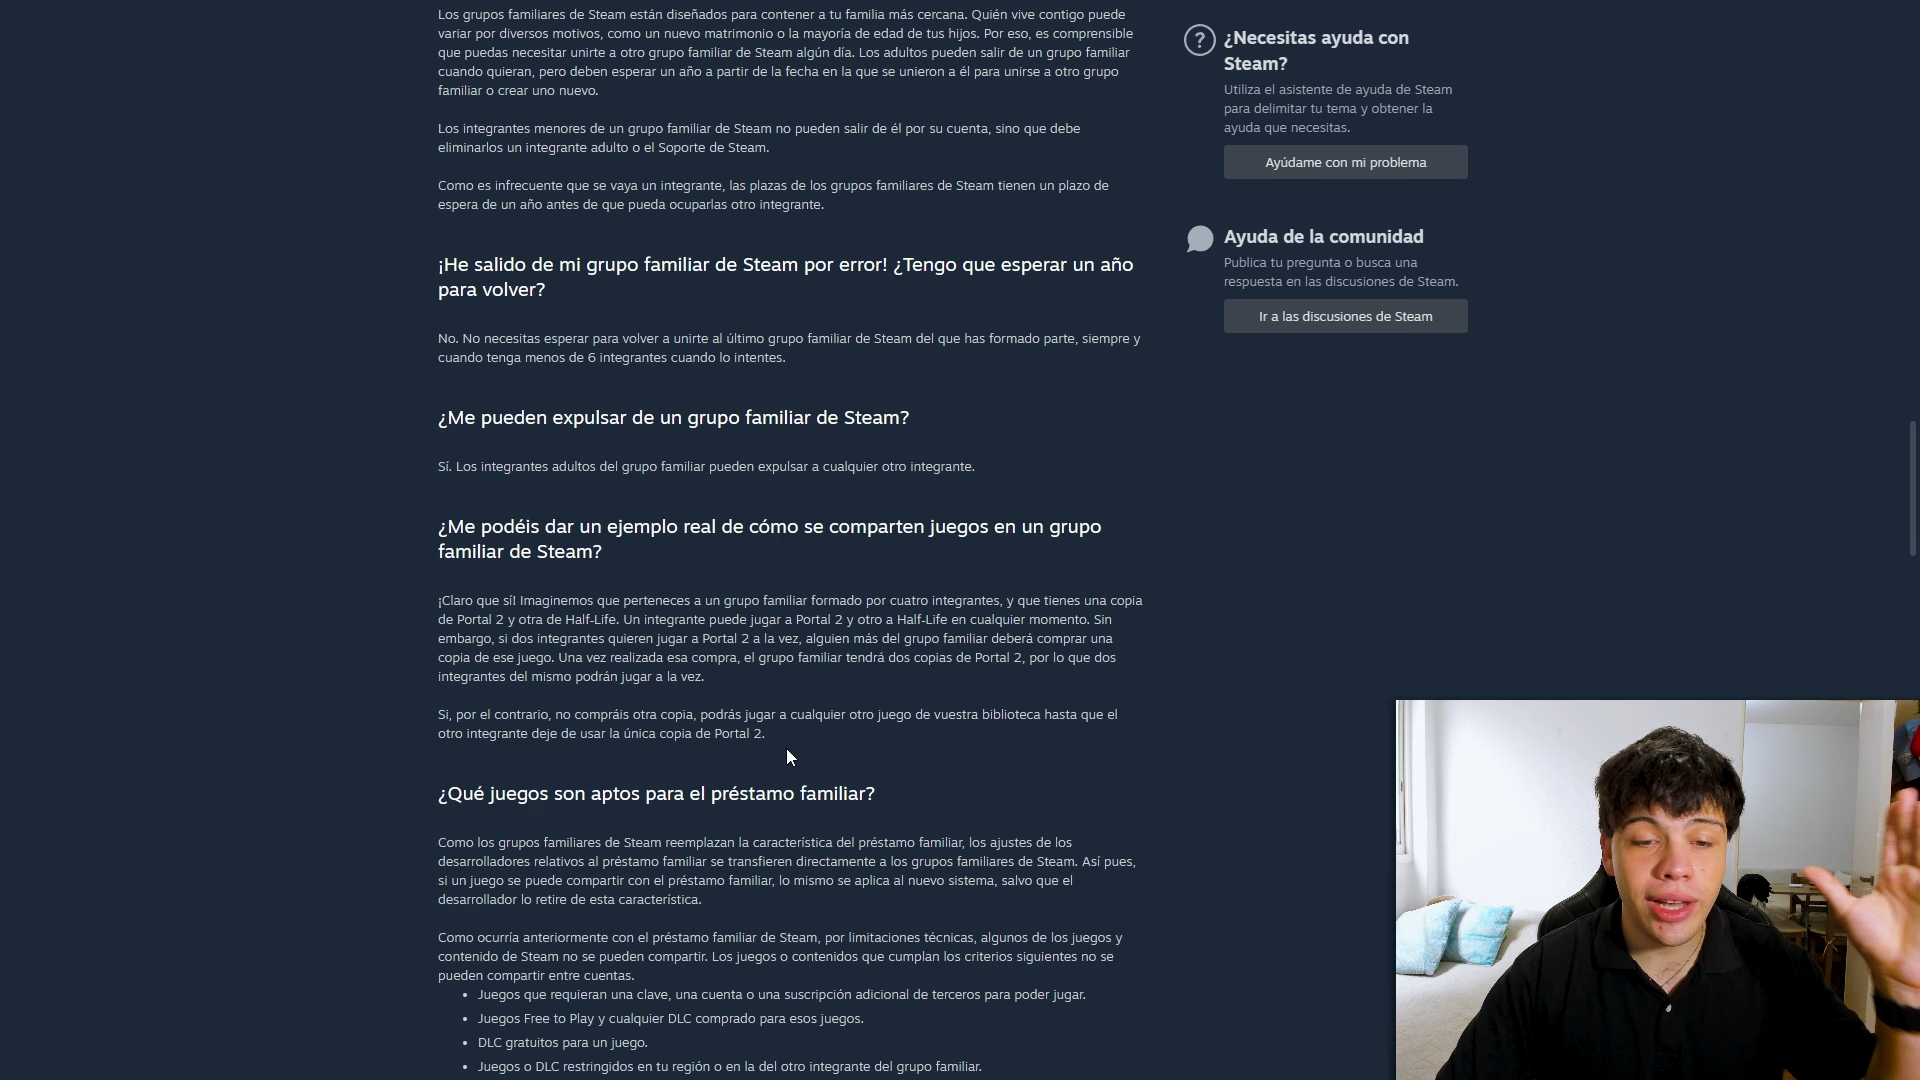 Los grupos familiares de Steam están diseñados para contener a tu familia más cercana. Quién vive contigo puede
variar por diversos motivos, como un nuevo matrimonio o la mayoría de edad de tus hijos. Por eso, es comprensible
que puedas necesitar unirte a otro grupo familiar de Steam algún día. Los adultos pueden salir de un grupo familiar
cuando quieran, pero deben esperar un año a partir de la fecha en la que se unieron a él para unirse a otro grupo
familiar o crear uno nuevo.
Los integrantes menores de un grupo familiar de Steam no pueden salir de él por su cuenta, sino que debe
eliminarlos un integrante adulto o el Soporte de Steam.
Como es infrecuente que se vaya un integrante, las plazas de los grupos familiares de Steam tienen un plazo de
espera de un año antes de que pueda ocuparlas otro integrante.
¡He salido de mi grupo familiar de Steam por error! ¿Tengo que esperar un año
para volver?
No. No necesitas esperar para volver a unirte al último grupo familiar de Steam del que has formado parte, siempre y
cuando tenga menos de 6 integrantes cuando lo intentes.
¿Me pueden expulsar de un grupo familiar de Steam?
Sí. Los integrantes adultos del grupo familiar pueden expulsar a cualquier otro integrante.
¿Me podéis dar un ejemplo real de cómo se comparten juegos en un grupo
familiar de Steam?
¡Claro que sí! Imaginemos que perteneces a un grupo familiar formado por cuatro integrantes, y que tienes una copia
de Portal 2 y otra de Half-Life. Un integrante puede jugar a Portal 2 y otro a Half-Life en cualquier momento. Sin
embargo, si dos integrantes quieren jugar a Portal 2 a la vez, alguien más del grupo familiar deberá comprar una
copia de ese juego. Una vez realizada esa compra, el grupo familiar tendrá dos copias de Portal 2, por lo que dos
integrantes del mismo podrán jugar a la vez.
Si, por el contrario, no compráis otra copia, podrás jugar a cualquier otro juego de vuestra biblioteca hasta que el
otro integrante deje de usar la única copia de Portal 2.
¿Qué juegos son aptos para el préstamo familiar?
Como los grupos familiares de Steam reemplazan la característica del préstamo familiar, los ajustes de los
desarrolladores relativos al préstamo familiar se transfieren directamente a los grupos familiares de Steam. Así pues,
si un juego se puede compartir con el préstamo familiar, lo mismo se aplica al nuevo sistema, salvo que el
desarrollador lo retire de esta característica.
Como ocurría anteriormente con el préstamo familiar de Steam, por limitaciones técnicas, algunos de los juegos y
contenido de Steam no se pueden compartir. Los juegos o contenidos que cumplan los criterios siguientes no se
pueden compartir entre cuentas.
• Juegos que requieran una clave, una cuenta o una suscripción adicional de terceros para poder jugar.
• Juegos Free to Play y cualquier DLC comprado para esos juegos.
• DLC gratuitos para un juego.
• Juegos o DLC restringidos en tu región o en la del otro integrante del grupo familiar.
?
¿Necesitas ayuda con
Steam?
Utiliza el asistente de ayuda de Steam
para delimitar tu tema y obtener la
ayuda que necesitas.
Ayúdame con mi problema
Ayuda de la comunidad
Publica tu pregunta o busca una
respuesta en las discusiones de Steam.
Ir a las discusiones de Steam